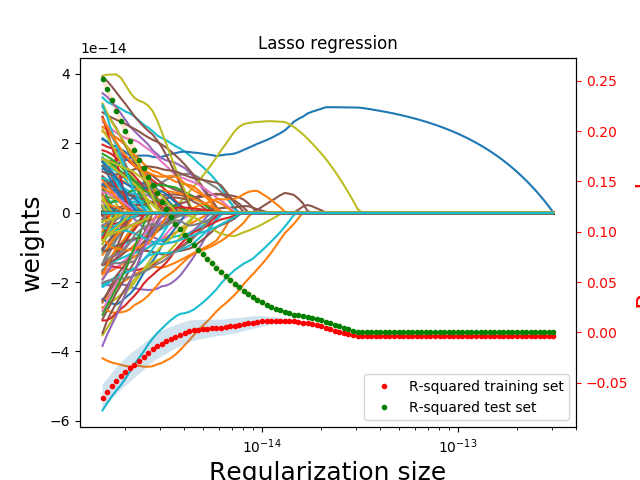 Lasso regression
1e−14
4
2
0
−2
−4
−6
weights
0.25
0.20
0.15
0.10
0.05
0.00
−0.05
R-squared training set
R-squared test set
10−14
10−13
Regularization size